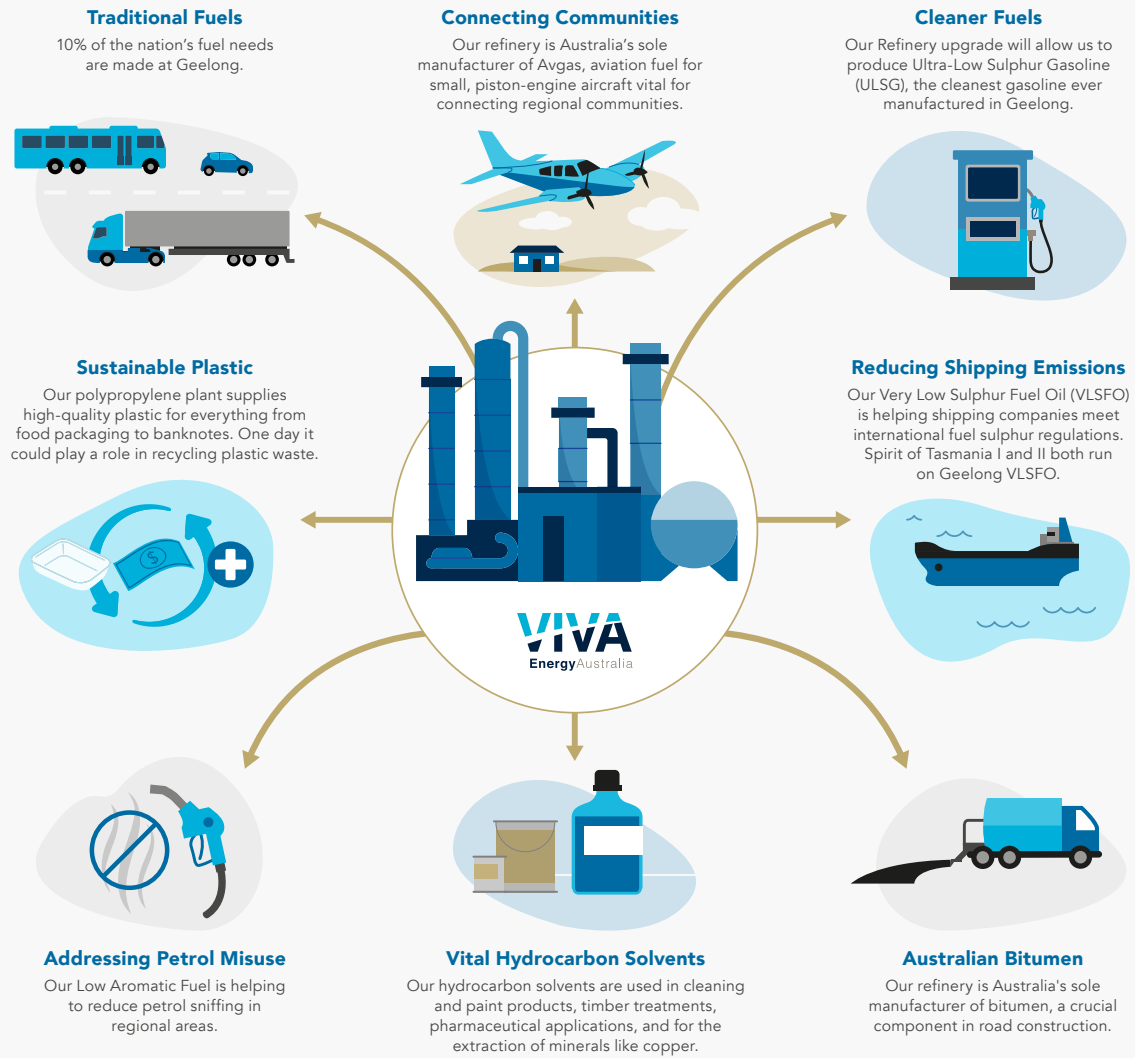 Traditional Fuels
10% of the nation’s fuel needs
are made at Geelong.
Connecting Communities
Our refinery is Australia’s sole
manufacturer of Avgas, aviation fuel for
small, piston-engine aircraft vital for
connecting regional communities.
Cleaner Fuels
Our Refinery upgrade will allow us to
produce Ultra-Low Sulphur Gasoline
(ULSG), the cleanest gasoline ever
manufactured in Geelong.
Sustainable Plastic
Our polypropylene plant supplies
high-quality plastic for everything from
food packaging to banknotes. One day it
could play a role in recycling plastic waste.
$
Reducing Shipping Emissions
Our Very Low Sulphur Fuel Oil (VLSFO)
is helping shipping companies meet
international fuel sulphur regulations.
Spirit of Tasmania I and II both run
on Geelong VLSFO.
VIVA
EnergyAustralia
Addressing Petrol Misuse
Our Low Aromatic Fuel is helping
to reduce petrol sniffing in
regional areas.
Vital Hydrocarbon Solvents
Our hydrocarbon solvents are used in cleaning
and paint products, timber treatments,
pharmaceutical applications, and for the
extraction of minerals like copper.
Australian Bitumen
Our refinery is Australia's sole
manufacturer of bitumen, a crucial
component in road construction.